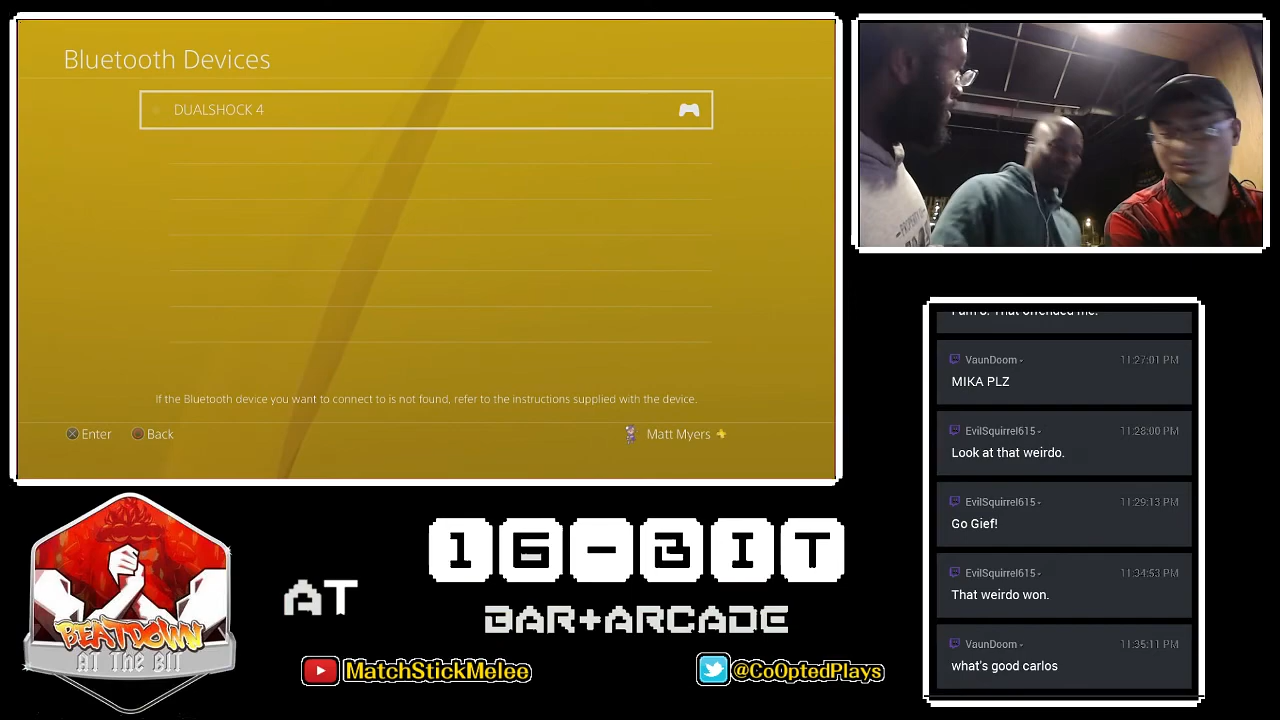 Bluetooth Devices
DUALSHOCK 4
If the Bluetooth device you want to connect to is not found, refer to the instructions supplied with the device.
Enter
Back
Matt Myers
VaunDoom
11:27:01 PM
MIKA PLZ
EvilSquirrel615
11:28:00 PM
Look at that weirdo.
EvilSquirrel615
11:29:13 PM
Go Gief!
EvilSquirrel615
11:34:53 PM
That weirdo won.
VaunDoom
11:35:11 PM
what's good carlos
BEATDOWN
AT THE BIT
AT
16-BIT
BAR+ARCADE
MatchStickMelee
@CoOptedPlays